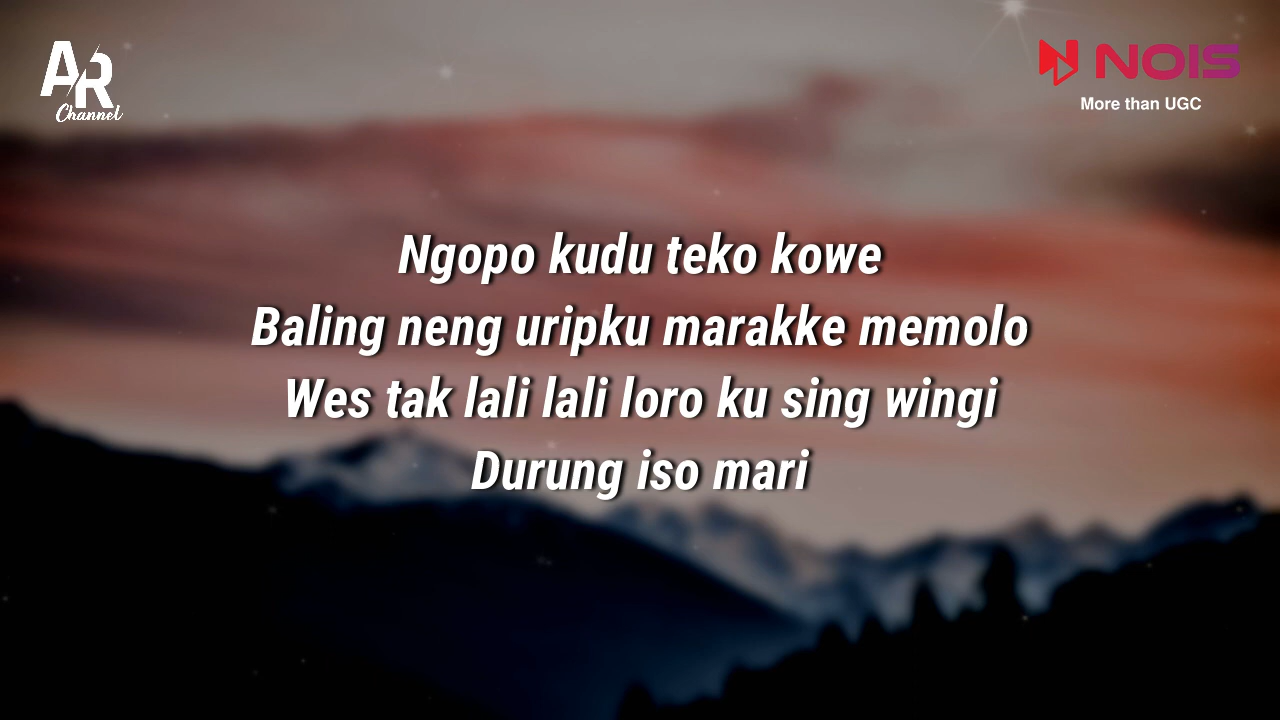 AR
Channel
NOIS
More than UGC
Ngopo kudu teko kowe
Baling neng uripku marakke memolo
Wes tak lali lali loro ku sing wingi
Durung iso mari